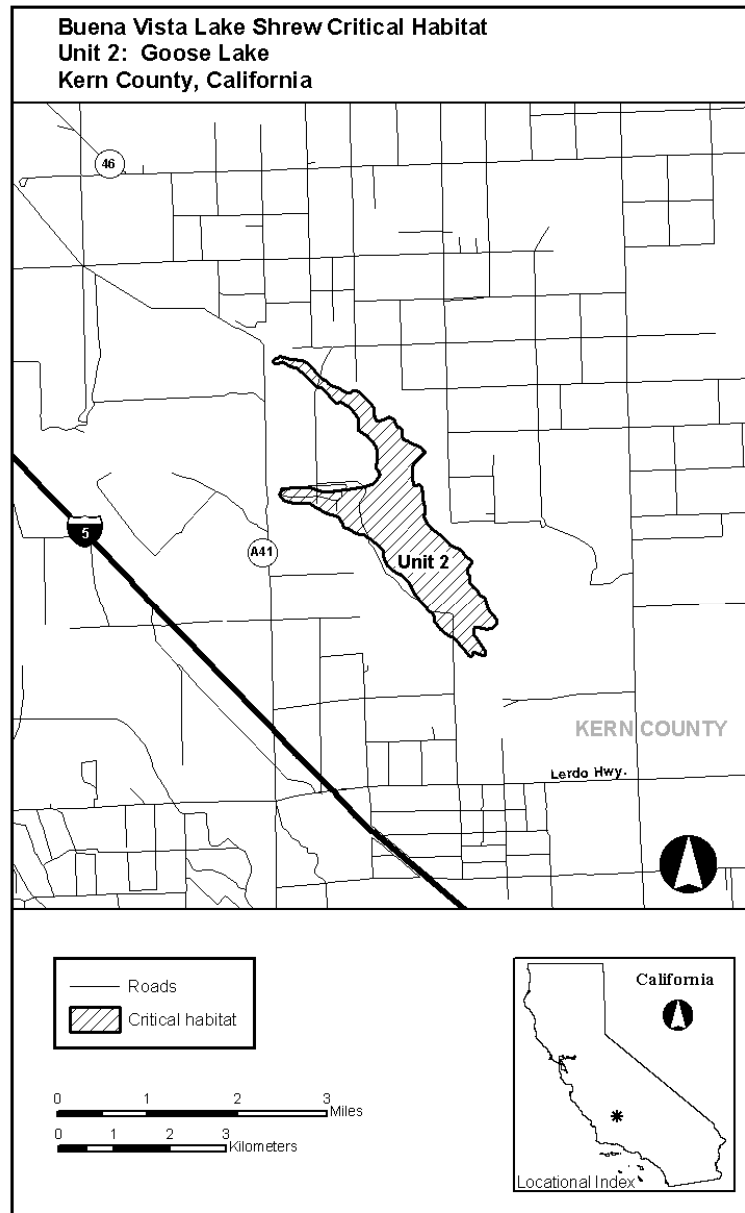 Buena Vista Lake Shrew Critical Habitat
Unit 2: Goose Lake
Kern County, California
46
5
A41
Unit 2
KERN COUNTY
Lerdo Hwy.
Roads
Critical habitat
0 1 2 3
Miles
0 1 2 3
Kilometers
California
Locational Index